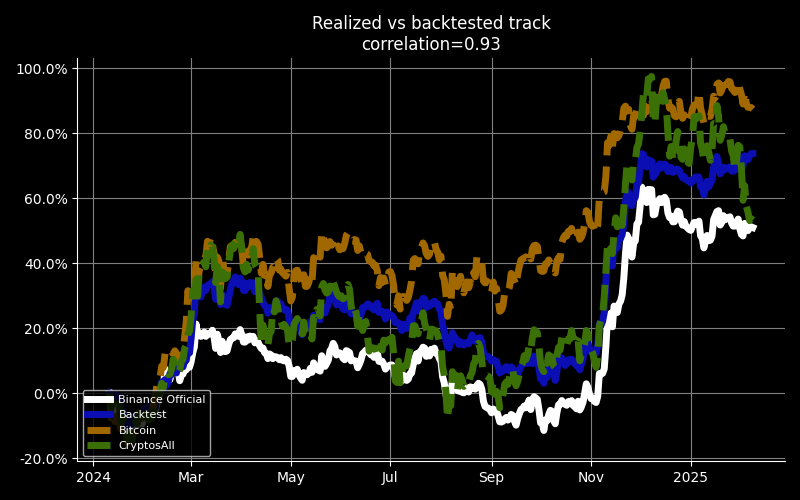 Realized vs backtested track
correlation=0.93
100.0%
80.0%
60.0%
40.0%
20.0%
0.0%
-20.0%
Binance Official
Backtest
Bitcoin
CryptosAll
2024
Mar
May
Jul
Sep
Nov
2025